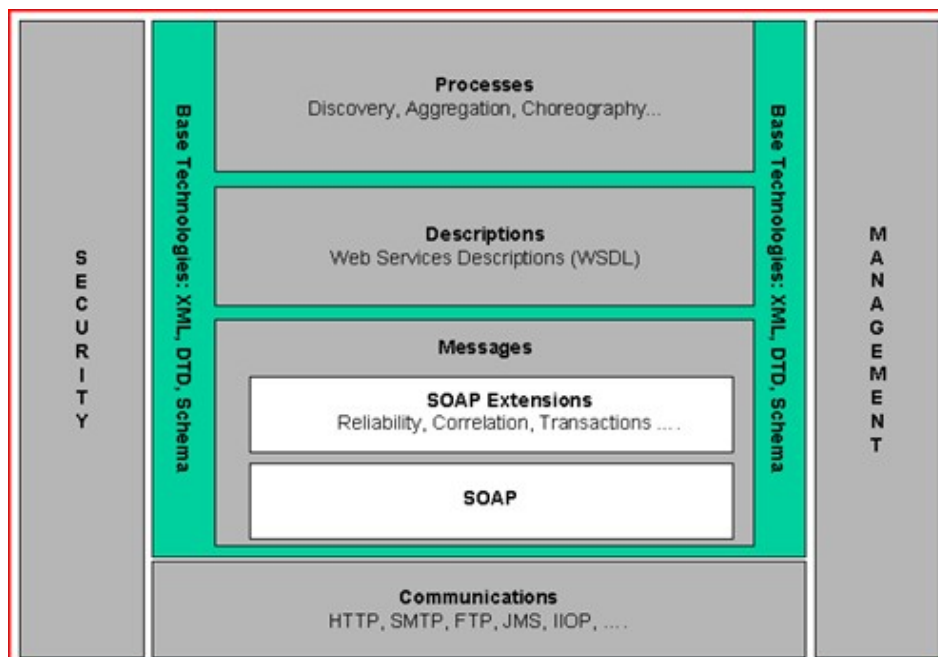 SECURITY
Base Technologies: XML, DTD, Schema
Processes
Discovery, Aggregation, Choreography...
Descriptions
Web Services Descriptions (WSDL)
Messages
SOAP Extensions
Reliability, Correlation, Transactions ....
SOAP
Base Technologies: XML, DTD, Schema
MANAGEMENT
Communications
HTTP, SMTP, FTP, JMS, IIOP, ....